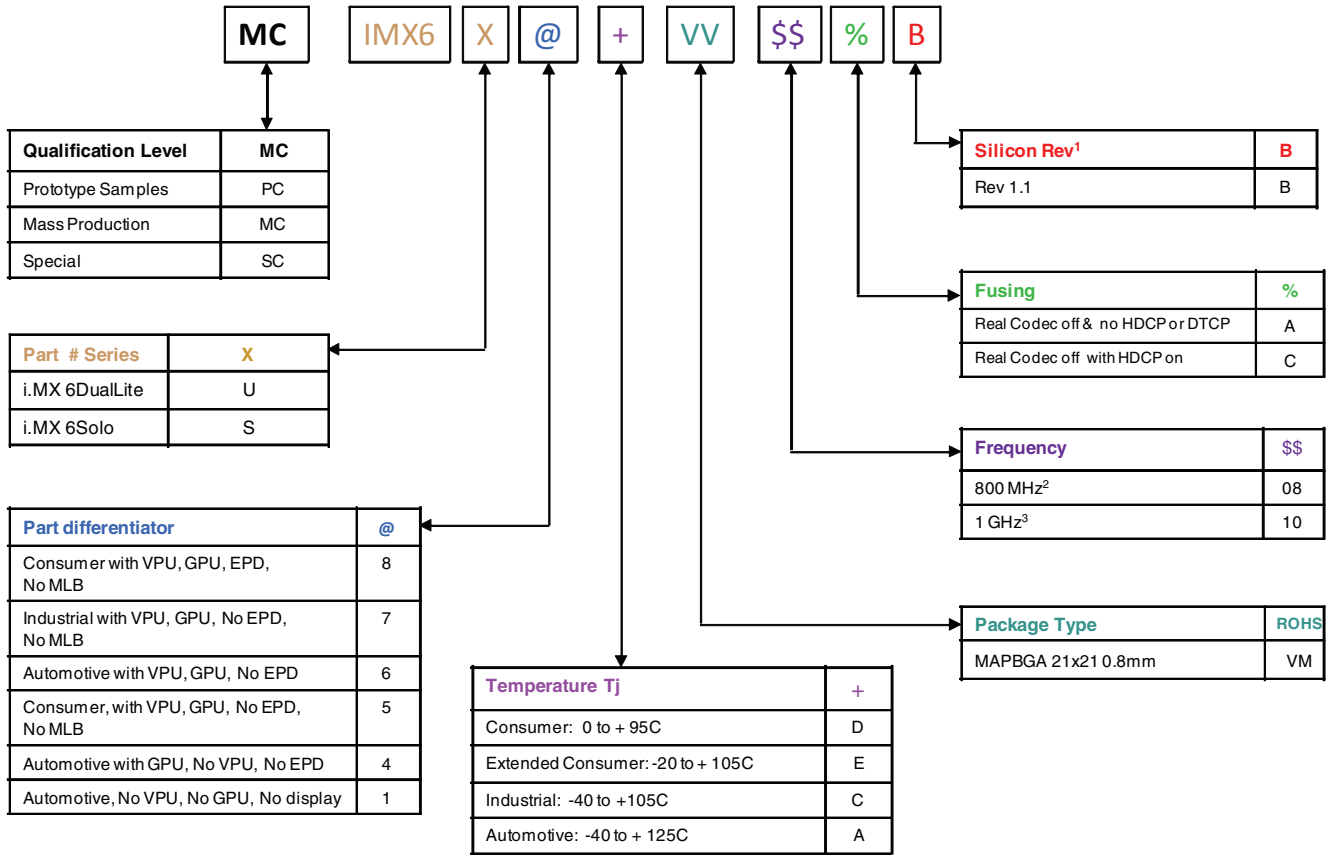 MC IMX6 X @ + VV $$ % B
Qualification Level MC
Prototype Samples PC
Mass Production MC
Special SC
Part # Series X
i.MX 6DualLite U
i.MX 6Solo S
Part differentiator @
Consumer with VPU, GPU, EPD,
No MLB 8
Industrial with VPU, GPU, No EPD,
No MLB 7
Automotive with VPU, GPU, No EPD 6
Consumer, with VPU, GPU, No EPD,
No MLB 5
Automotive with GPU, No VPU, No EPD 4
Automotive, No VPU, No GPU, No display 1
Temperature Tj +
Consumer: 0 to + 95C D
Extended Consumer: -20 to + 105C E
Industrial: -40 to +105C C
Automotive: -40 to + 125C A
Silicon Rev¹ B
Rev 1.1 B
Fusing %
Real Codec off & no HDCP or DTCP A
Real Codec off with HDCP on C
Frequency $$
800 MHz² 08
1 GHz³ 10
Package Type ROHS
MAPBGA 21x21 0.8mm VM